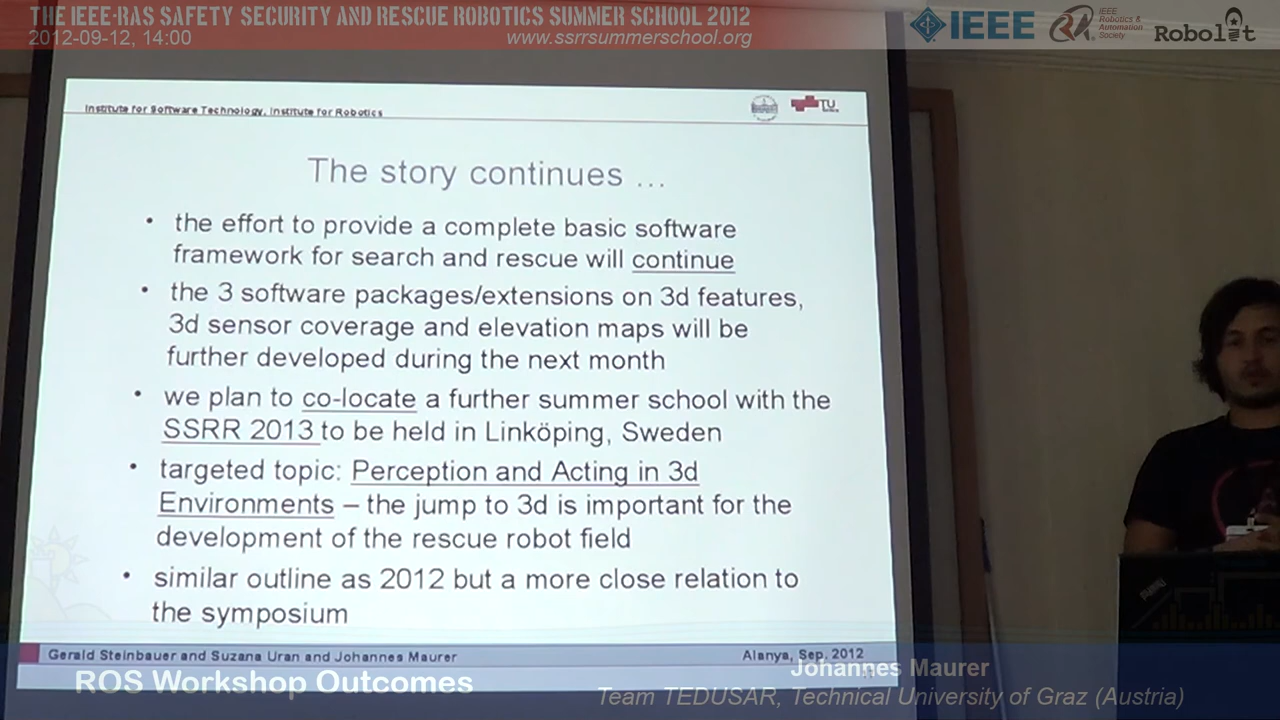 THE IEEE-RAS SAFETY SECURITY AND RESCUE ROBOTICS SUMMER SCHOOL 2012
2012-09-12, 14:00
www.ssrrsummerschool.org
IEEE
IEEE
Robotics &
Automation
Society
Robolit
Institute for Software Technology, Institute for Robotics
TU
The story continues ...
• the effort to provide a complete basic software
framework for search and rescue will continue
• the 3 software packages/extensions on 3d features,
3d sensor coverage and elevation maps will be
further developed during the next month
• we plan to co-locate a further summer school with the
SSRR 2013 to be held in Linköping, Sweden
• targeted topic: Perception and Acting in 3d
Environments – the jump to 3d is important for the
development of the rescue robot field
• similar outline as 2012 but a more close relation to
the symposium
Gerald Steinbauer and Suzana Uran and Johannes Maurer
Alanya, Sep. 2012
ROS Workshop Outcomes
Johannes Maurer
Team TEDUSAR, Technical University of Graz (Austria)